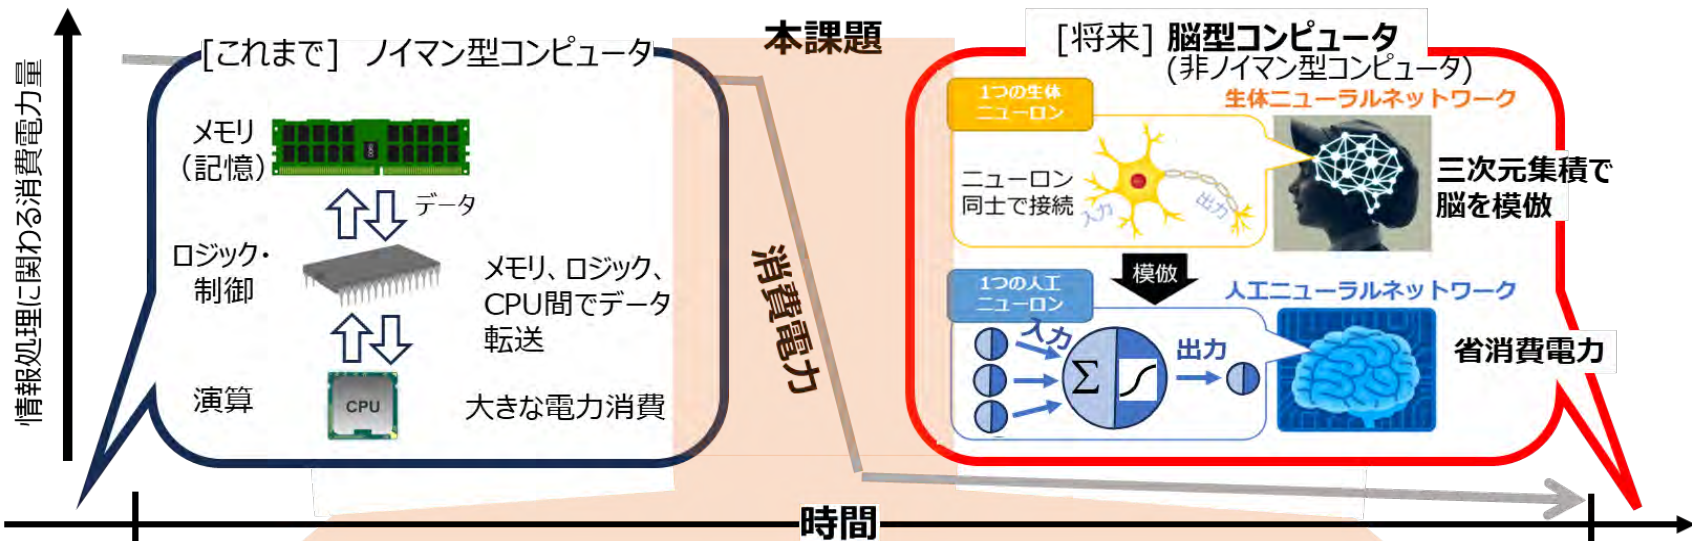 情報処理に関わる消費電力量
[これまで] ノイマン型コンピュータ
メモリ
(記憶)
データ
ロジック・
制御
メモリ、ロジック、
CPU間でデータ
転送
演算
CPU
大きな電力消費
本課題
消費電力
[将来] 脳型コンピュータ
(非ノイマン型コンピュータ)
1つの生体
ニューロン
生体ニューラルネットワーク
ニューロン
同士で接続
入力
出力
三次元集積で
脳を模倣
模倣
1つの人工
ニューロン
人工ニューラルネットワーク
入力
Σ
出力
省消費電力
時間